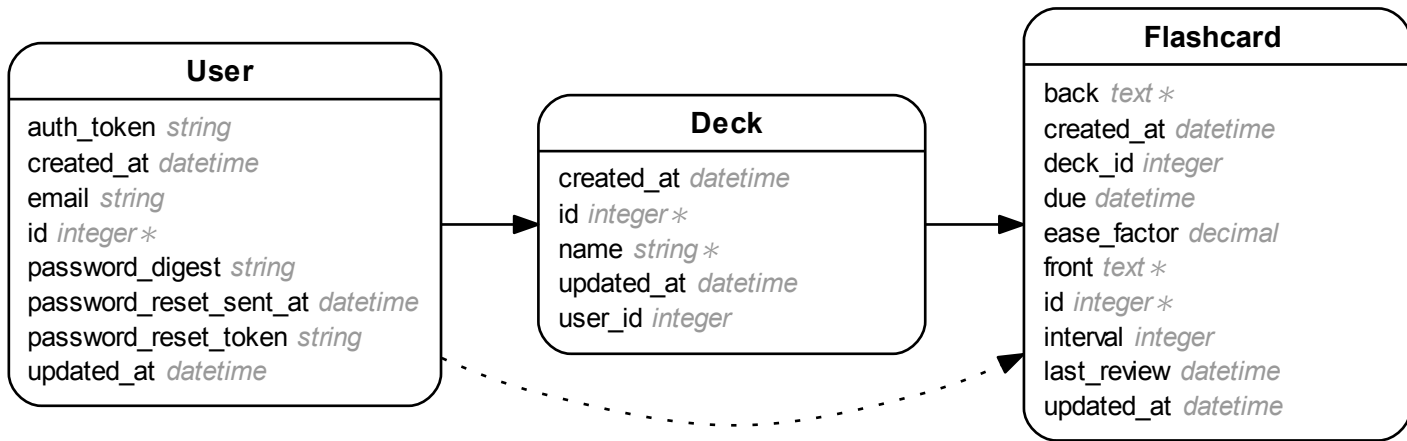 User
auth_token string
created_at datetime
email string
id integer∗
password_digest string
password_reset_sent_at datetime
password_reset_token string
updated_at datetime
Deck
created_at datetime
id integer∗
name string∗
updated_at datetime
user_id integer
Flashcard
back text∗
created_at datetime
deck_id integer
due datetime
ease_factor decimal
front text∗
id integer∗
interval integer
last_review datetime
updated_at datetime